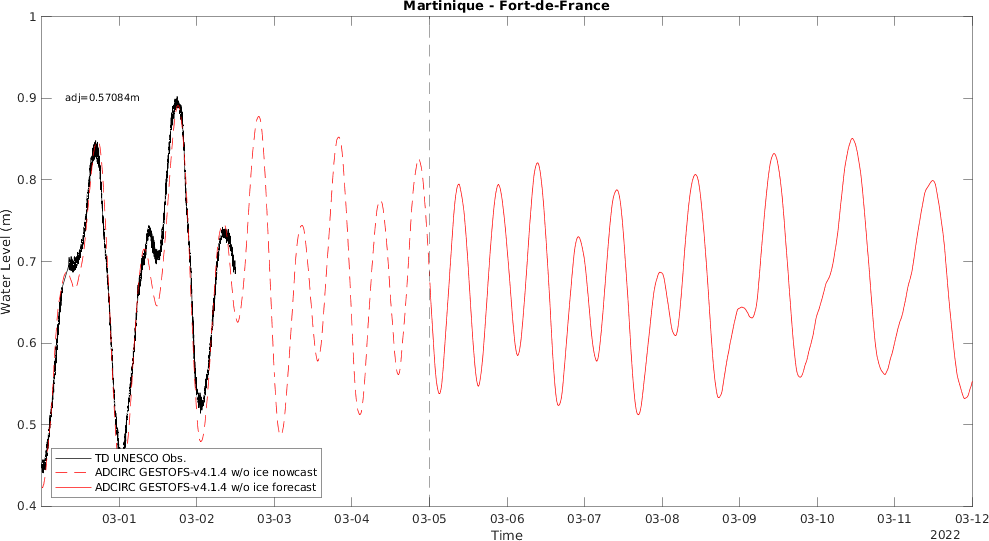 Martinique - Fort-de-France
1
0.9
0.8
0.7
0.6
0.5
0.4
Water Level (m)
adj=0.57084m
TD UNESCO Obs.
ADCIRC GESTOFS-v4.1.4 w/o ice nowcast
ADCIRC GESTOFS-v4.1.4 w/o ice forecast
03-01 03-02 03-03 03-04 03-05 03-06 03-07 03-08 03-09 03-10 03-11 03-12
Time
2022